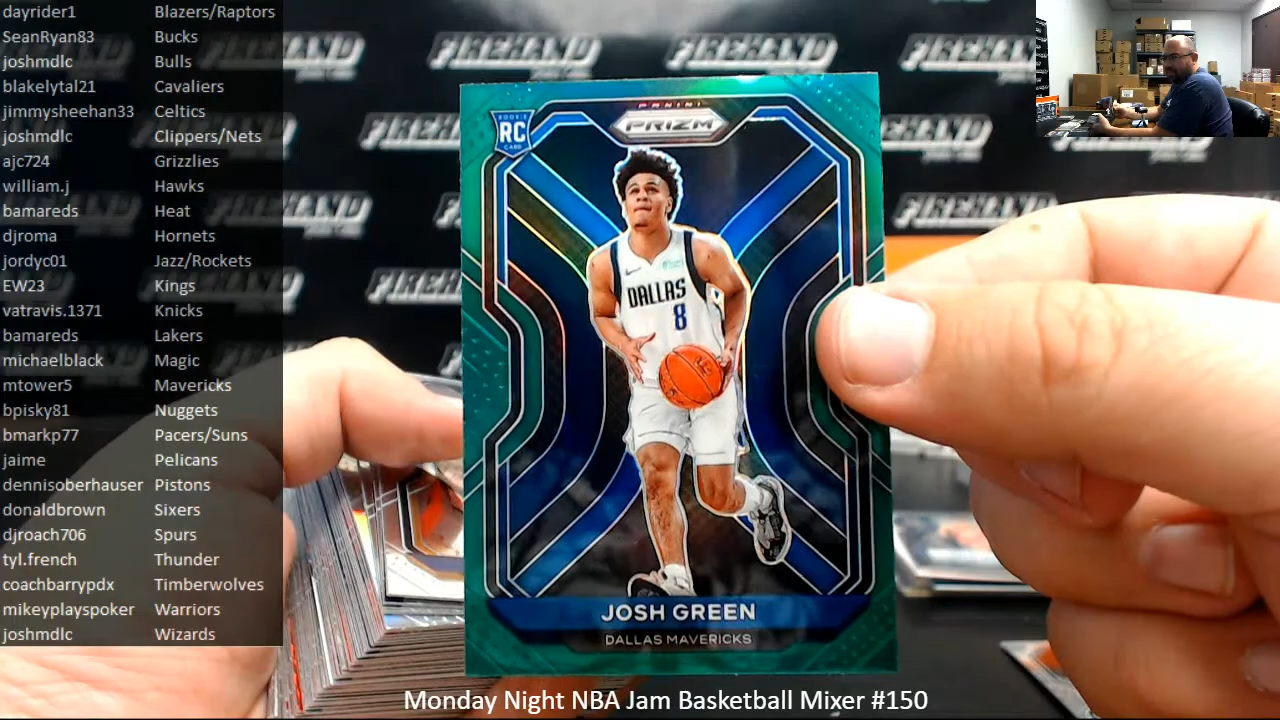 dayrider1 Blazers/Raptors
SeanRyan83 Bucks
joshmdlc Bulls
blakelytal21 Cavaliers
jimmysheehan33 Celtics
joshmdlc Clippers/Nets
ajc724 Grizzlies
william.j Hawks
bamareds Heat
djroma Hornets
jordyc01 Jazz/Rockets
EW23 Kings
vatravis.1371 Knicks
bamareds Lakers
michaelblack Magic
mtower5 Mavericks
bpisky81 Nuggets
bmarkp77 Pacers/Suns
jaime Pelicans
dennisoberhauser Pistons
donaldbrown Sixers
djroach706 Spurs
tyl.french Thunder
coachbarrypdx Timberwolves
mikeyplayspoker Warriors
joshmdlc Wizards
FIREHAND FIREHAND FIREHAND
ROOKIE
RC
CARD
PANINI
PRIZM
DALLAS
8
JOSH GREEN
DALLAS MAVERICKS
Monday Night NBA Jam Basketball Mixer #150